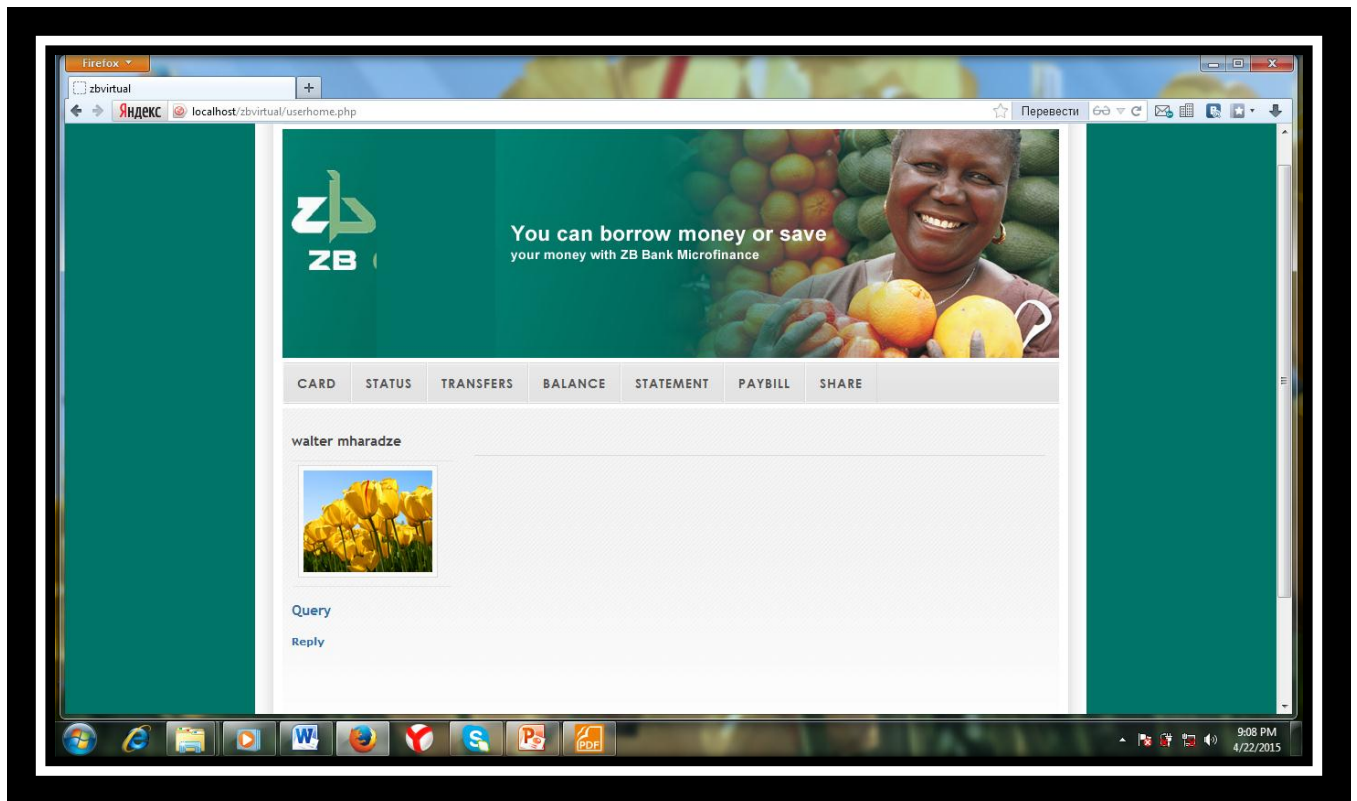 Firefox
zbvirtual
Яндекс localhost/zbvirtual/userhome.php Перевести
zb
ZB
You can borrow money or save
your money with ZB Bank Microfinance
CARD STATUS TRANSFERS BALANCE STATEMENT PAYBILL SHARE
walter mharadze
Query
Reply
PDF
9:08 PM
4/22/2015